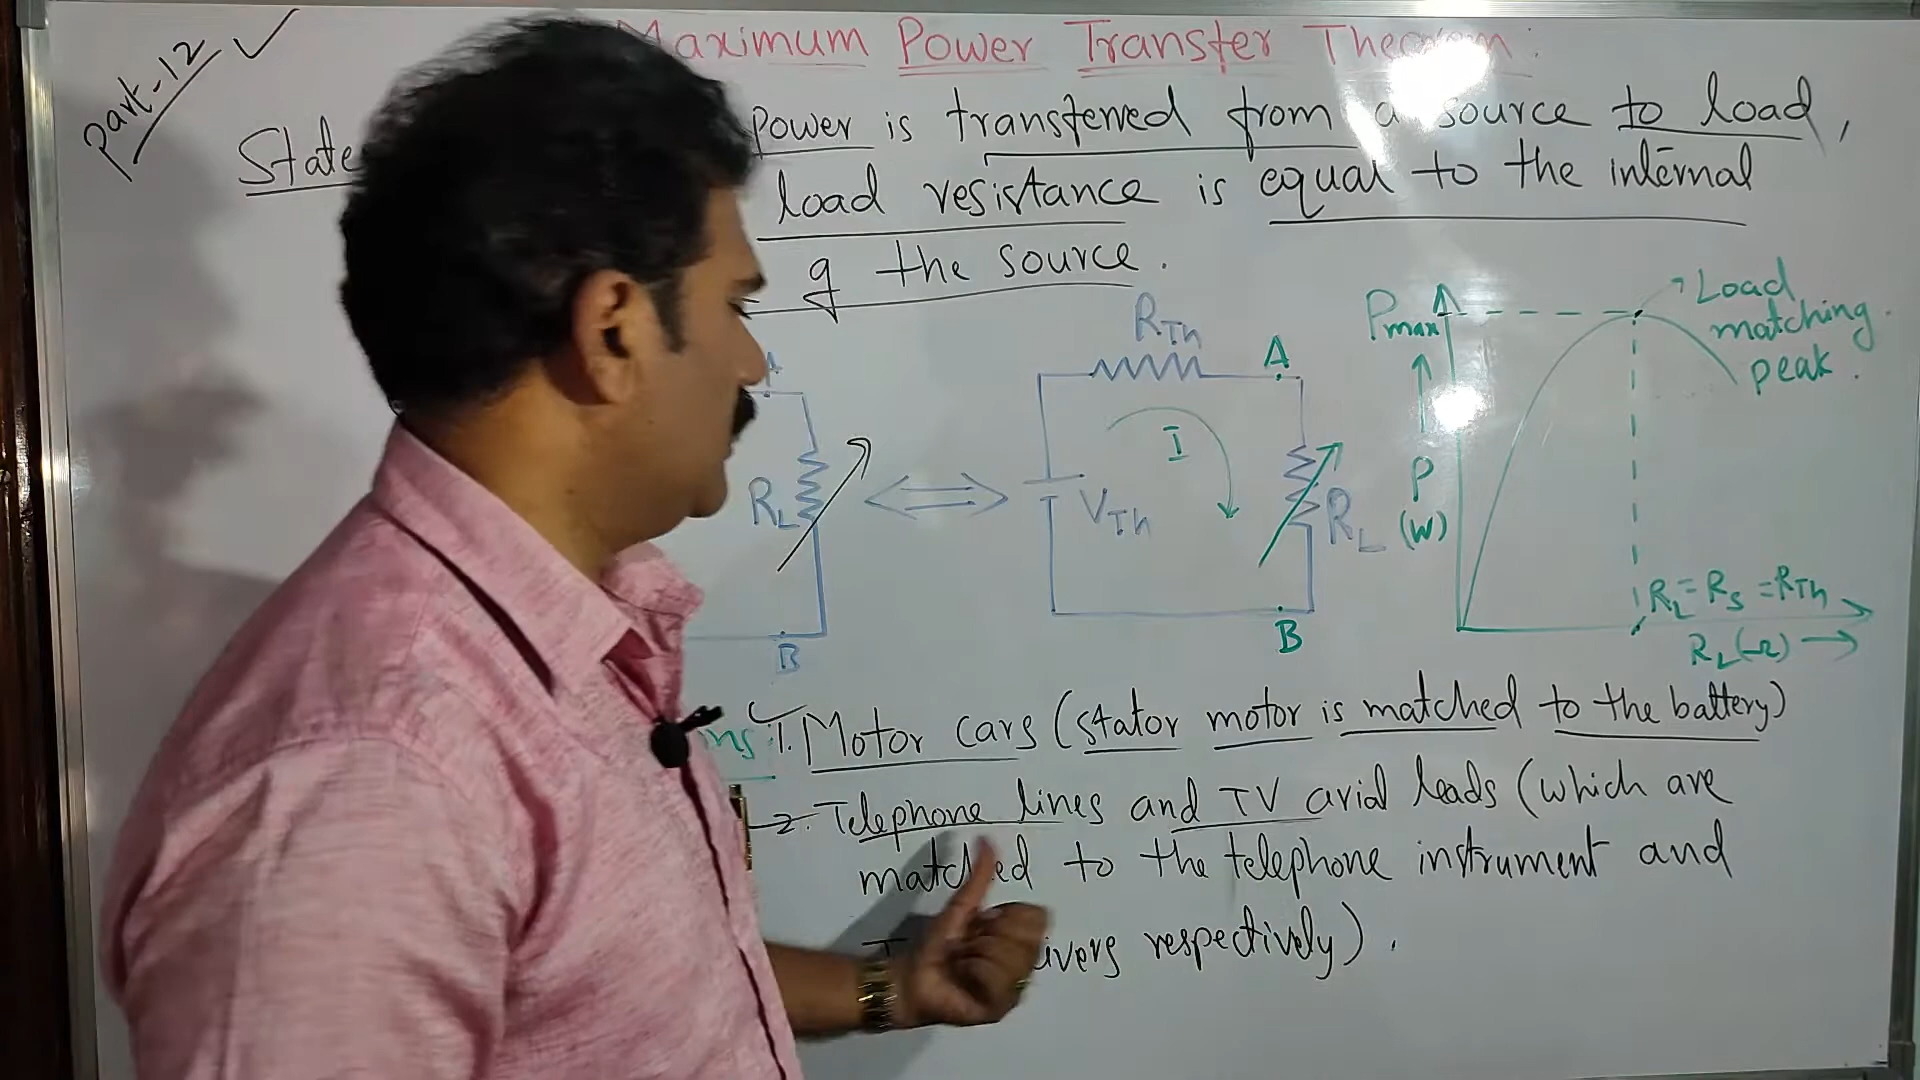 Part-12
Maximum Power Transfer Theorem:
State
power is transferred from a source to load,
load resistance is equal to the internal
of the source.
A
RL
B
RTh
A
I
VTh
RL
B
Pmax
P
(W)
Load
matching
peak.
RL = RS = RTh
RL(Ω)
ns: 1. Motor cars (stator motor is matched to the battery)
2. Telephone lines and TV arial leads (which are
matched to the telephone instrument and
T ivers respectively).